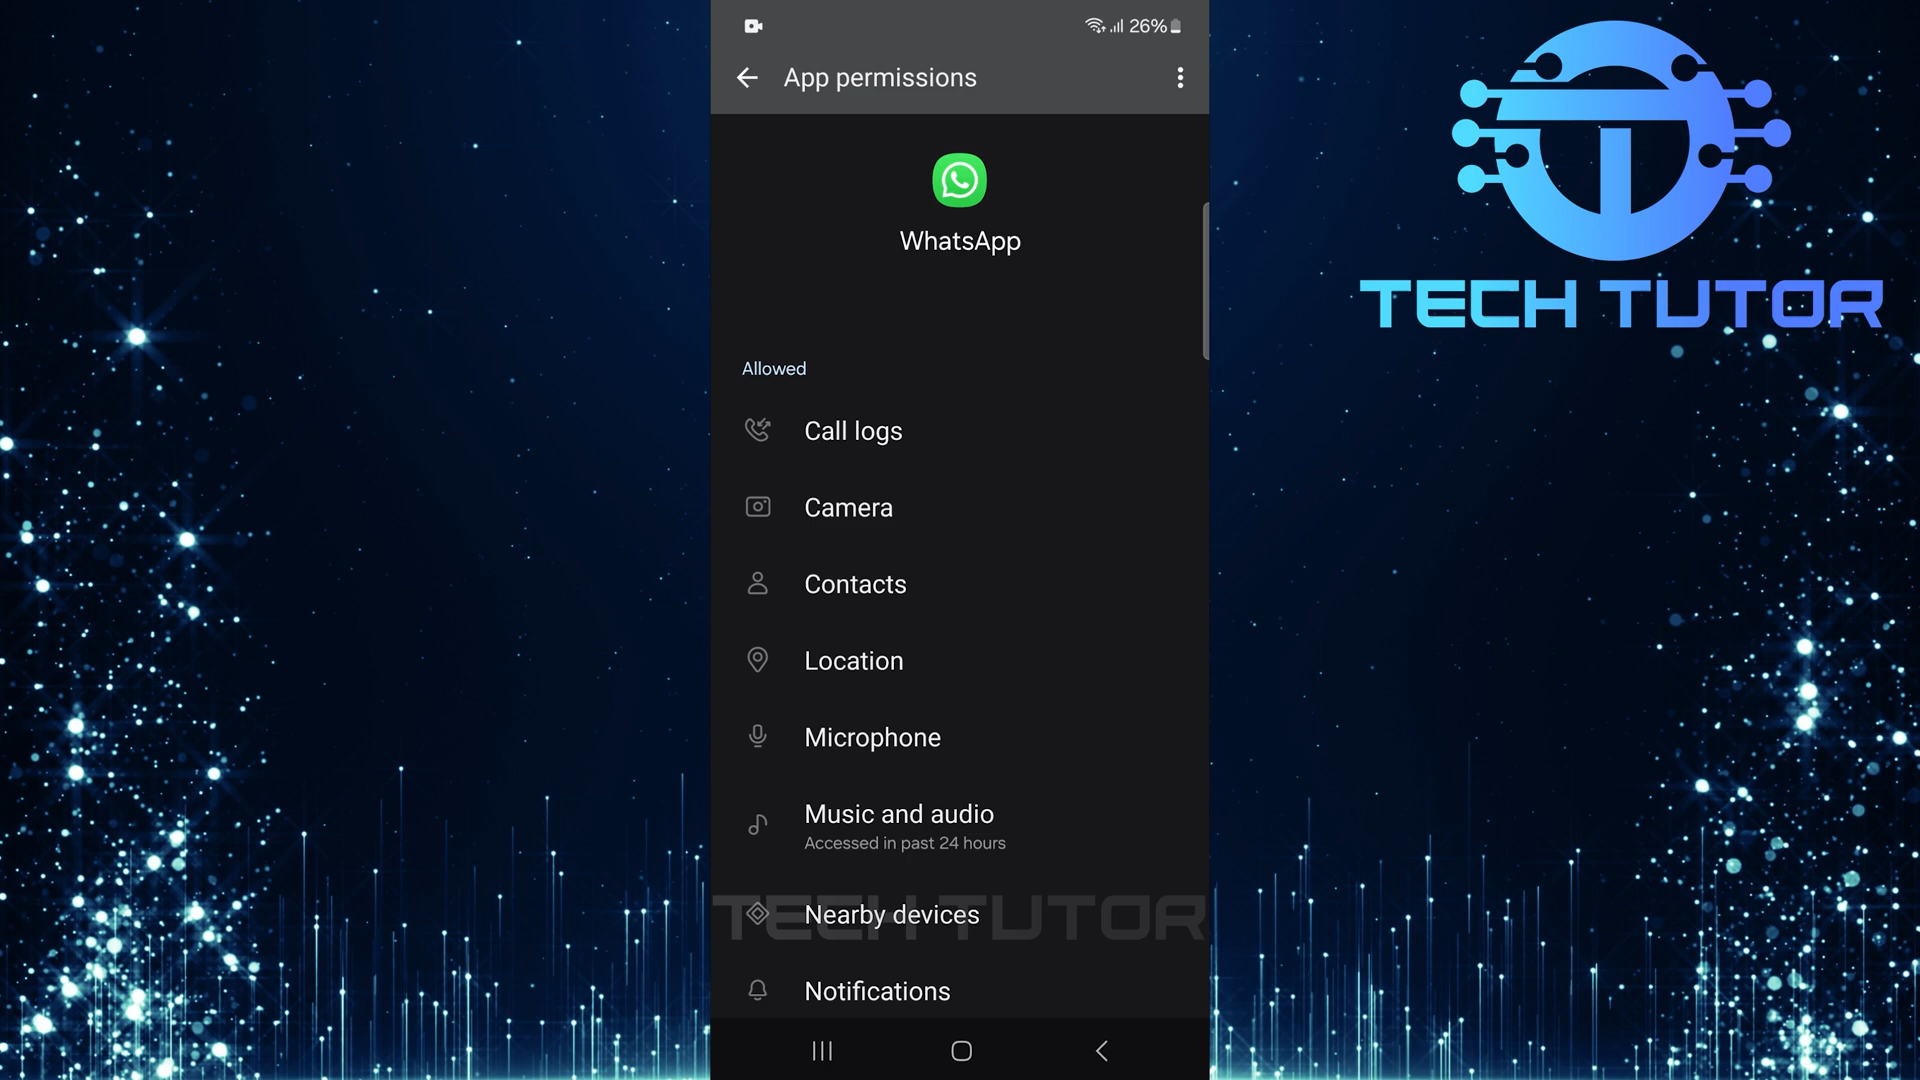 26%
App permissions
WhatsApp
Allowed
Call logs
Camera
Contacts
Location
Microphone
Music and audio
Accessed in past 24 hours
Nearby devices
Notifications
TECH TUTOR
TECH TUTOR